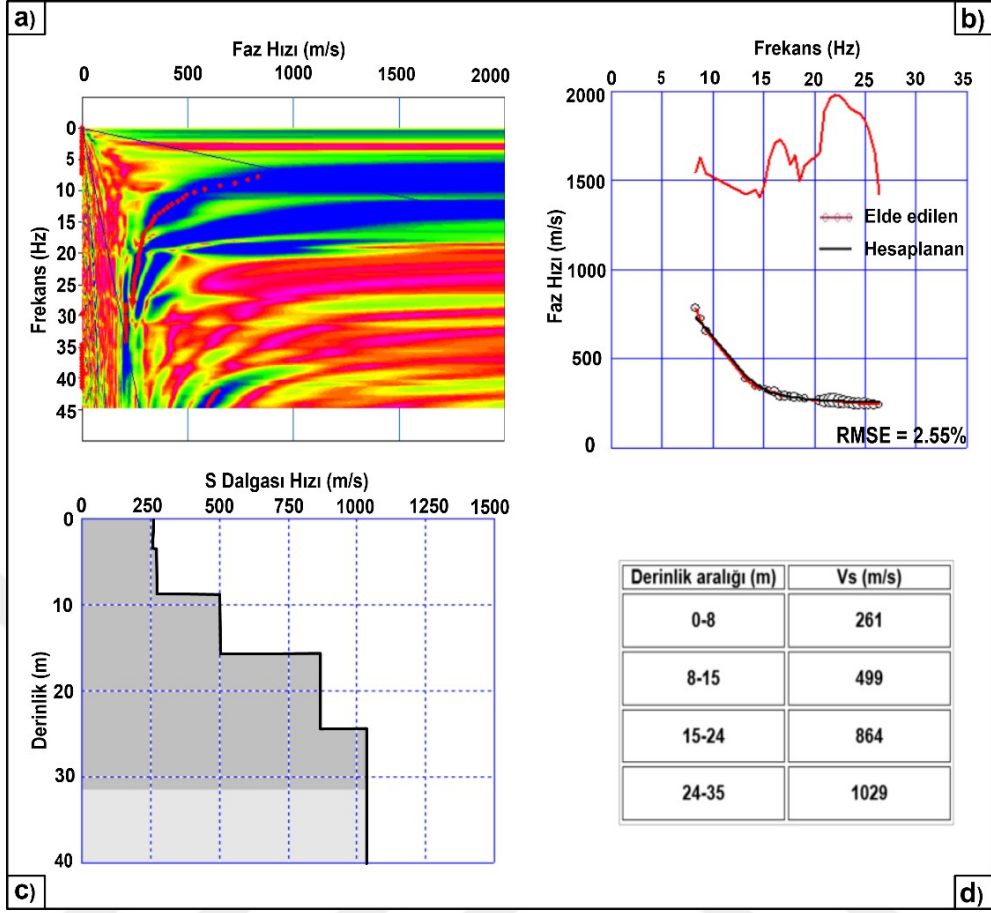 a)
Faz Hızı (m/s)
0 500 1000 1500 2000
Frekans (Hz)
0
5
10
15
20
25
30
35
40
45
b)
Frekans (Hz)
0 5 10 15 20 25 30 35
Faz Hızı (m/s)
2000
1500
1000
500
0
Elde edilen
Hesaplanan
RMSE = 2.55%
S Dalgası Hızı (m/s)
0 250 500 750 1000 1250 1500
Derinlik (m)
0
10
20
30
40
c)
Derinlik aralığı (m) Vs (m/s)
0-8 261
8-15 499
15-24 864
24-35 1029
d)